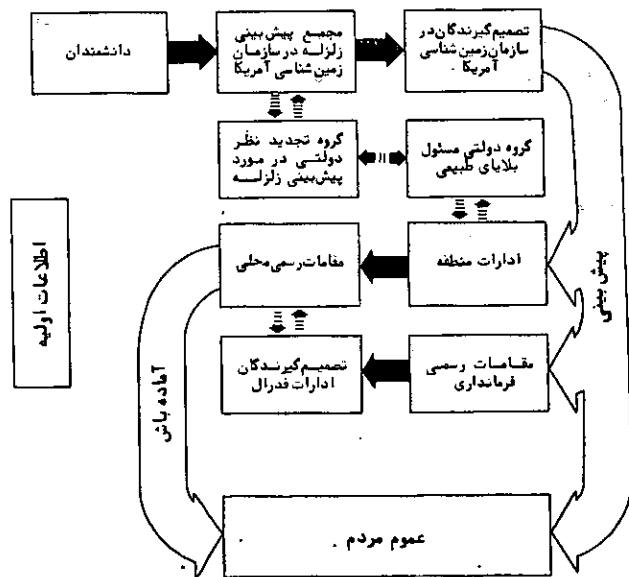 دانشمندان
مجمع پیش‌بینی
زلزله در سازمان
زمین‌شناسی آمریکا
تصمیم‌گیرندگان در
سازمان زمین‌شناسی
آمریکا
گروه تجدید نظر
دولتی در مورد
پیش‌بینی زلزله
گروه دولتی مسئول
بلایای طبیعی
مقامات رسمی محلی
ادارات منطقه
تصمیم‌گیرندگان
ادارات فدرال
مقامات رسمی
فرمانداری
اطلاعات اولیه
آماده باش
پیش بینی
عموم مردم